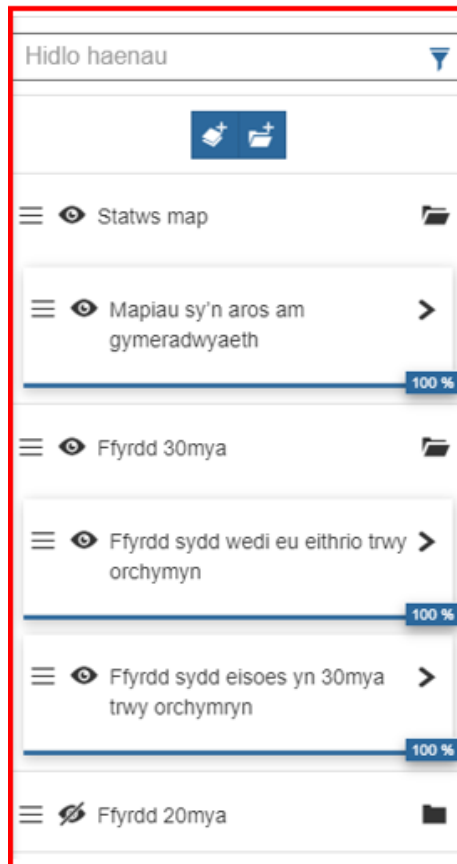 Hidlo haenau
Statws map
Mapiau sy'n aros am
gymeradwyaeth
100 %
Ffyrdd 30mya
Ffyrdd sydd wedi eu eithrio trwy
orchymyn
100 %
Ffyrdd sydd eisoes yn 30mya
trwy orchymryn
100 %
Ffyrdd 20mya